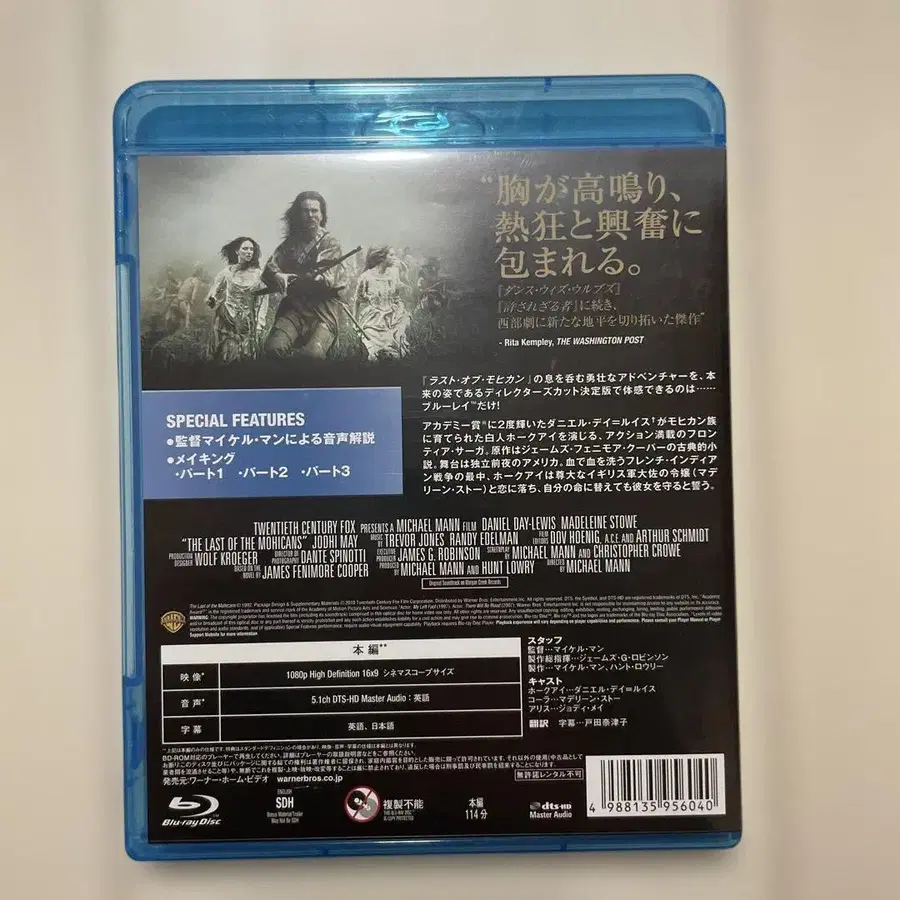 “胸が高鳴り、
熱狂と興奮に
包まれる。
『ダンス・ウィズ・ウルブズ』
『許されざる者』に続き、
西部劇に新たな地平を切り拓いた傑作”
- Rita Kempley, THE WASHINGTON POST
『ラスト・オブ・モヒカン』の息を呑む勇壮なアドベンチャーを、本
来の姿であるディレクターズカット決定版で体感できるのは……
ブルーレイ™だけ!
アカデミー賞®に2度輝いたダニエル・デイ=ルイス†がモヒカン族
に育てられた白人ホークアイを演じる、アクション満載のフロン
ティア・サーガ。原作はジェームズ・フェニモア・クーパーの古典的小
説。舞台は独立前夜のアメリカ。血で血を洗うフレンチ・インディア
ン戦争の最中、ホークアイは尊大なイギリス軍大佐の令嬢(マデ
リーン・ストー)と恋に落ち、自分の命に替えても彼女を守ると誓う。
SPECIAL FEATURES
●監督マイケル・マンによる音声解説
●メイキング
・パート1 ・パート2 ・パート3
TWENTIETH CENTURY FOX PRESENTS A MICHAEL MANN FILM DANIEL DAY-LEWIS MADELEINE STOWE
"THE LAST OF THE MOHICANS" JODHI MAY MUSIC BY TREVOR JONES RANDY EDELMAN FILM EDITORS DOV HOENIG, A.C.E. AND ARTHUR SCHMIDT
PRODUCTION DESIGNER WOLF KROEGER DIRECTOR OF PHOTOGRAPHY DANTE SPINOTTI EXECUTIVE PRODUCER JAMES G. ROBINSON SCREENPLAY BY MICHAEL MANN AND CHRISTOPHER CROWE
BASED ON THE NOVEL BY JAMES FENIMORE COOPER PRODUCED BY MICHAEL MANN AND HUNT LOWRY DIRECTED BY MICHAEL MANN
Original Soundtrack on Morgan Creek Records
本編**
映像* 1080p High Definition 16x9 シネマスコープサイズ
音声* 5.1ch DTS-HD Master Audio:英語
字幕 英語、日本語
スタッフ
監督…マイケル・マン
製作総指揮…ジェームズ・G・ロビンソン
製作…マイケル・マン、ハント・ロウリー
キャスト
ホークアイ…ダニエル・デイ=ルイス
コーラ…マデリーン・ストー
アリス…ジョディ・メイ
翻訳 字幕…戸田奈津子
発売元:ワーナー・ホーム・ビデオ warnerbros.co.jp
無許諾レンタル不可
Blu-ray Disc
ENGLISH
SDH
複製不能
本編
114分
dts-HD
Master Audio
4 988135 956040